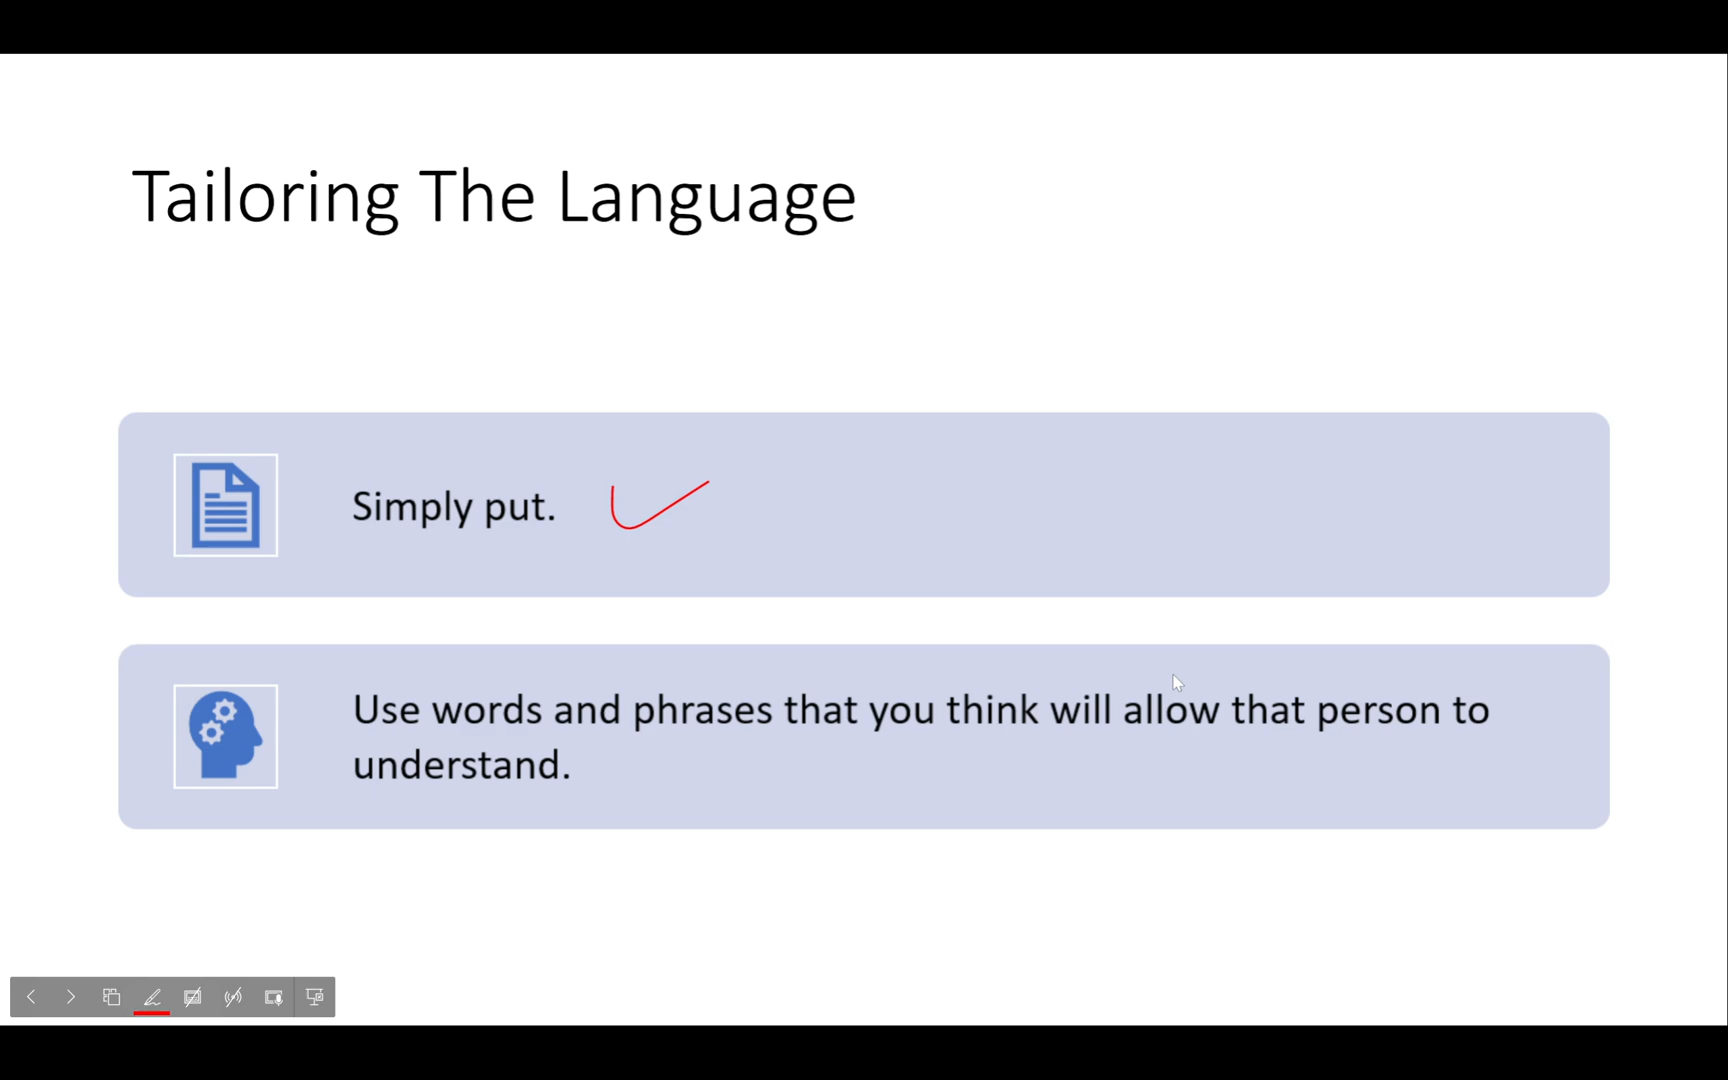 Tailoring The Language
Simply put.
Use words and phrases that you think will allow that person to
understand.